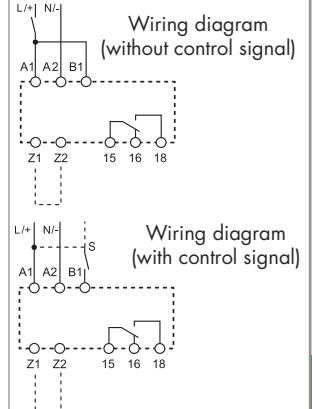 L/+ N/-
Wiring diagram
(without control signal)
A1 A2 B1
Z1 Z2 15 16 18
L/+ N/-
S
Wiring diagram
(with control signal)
A1 A2 B1
Z1 Z2 15 16 18